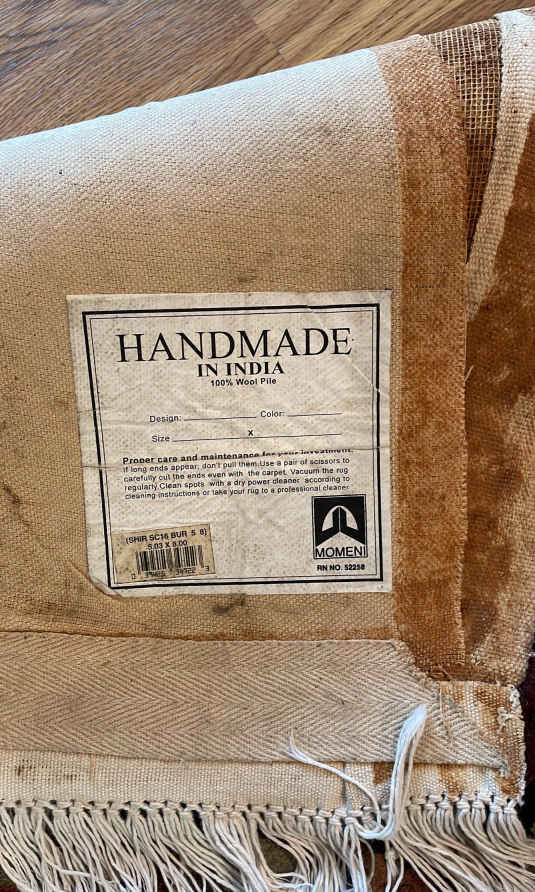 HANDMADE
IN INDIA
100% Wool Pile
Design: Color:
Size X
Proper care and maintenance for your investment.
If long ends appear, don't pull them.Use a pair of scissors to
carefully cut the ends even with the carpet. Vacuum the rug
regularly.Clean spots with a dry power cleaner according to
cleaning instructions or take your rug to a professional cleaner
(SHIR SC16 BUR 5 8)
5.03 X 8.00
MOMENI
RN NO. 52258